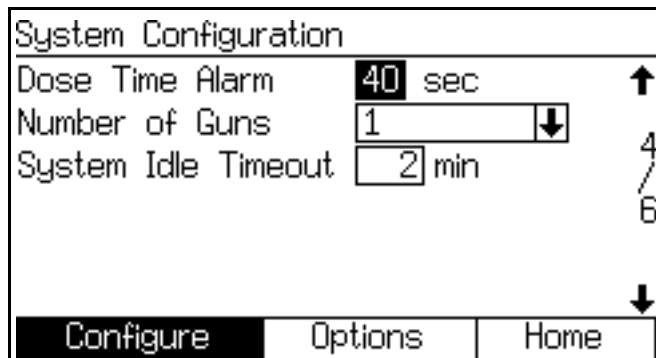 System Configuration
Dose Time Alarm 40 sec
Number of Guns 1
System Idle Timeout 2 min
4
/
6
Configure Options Home